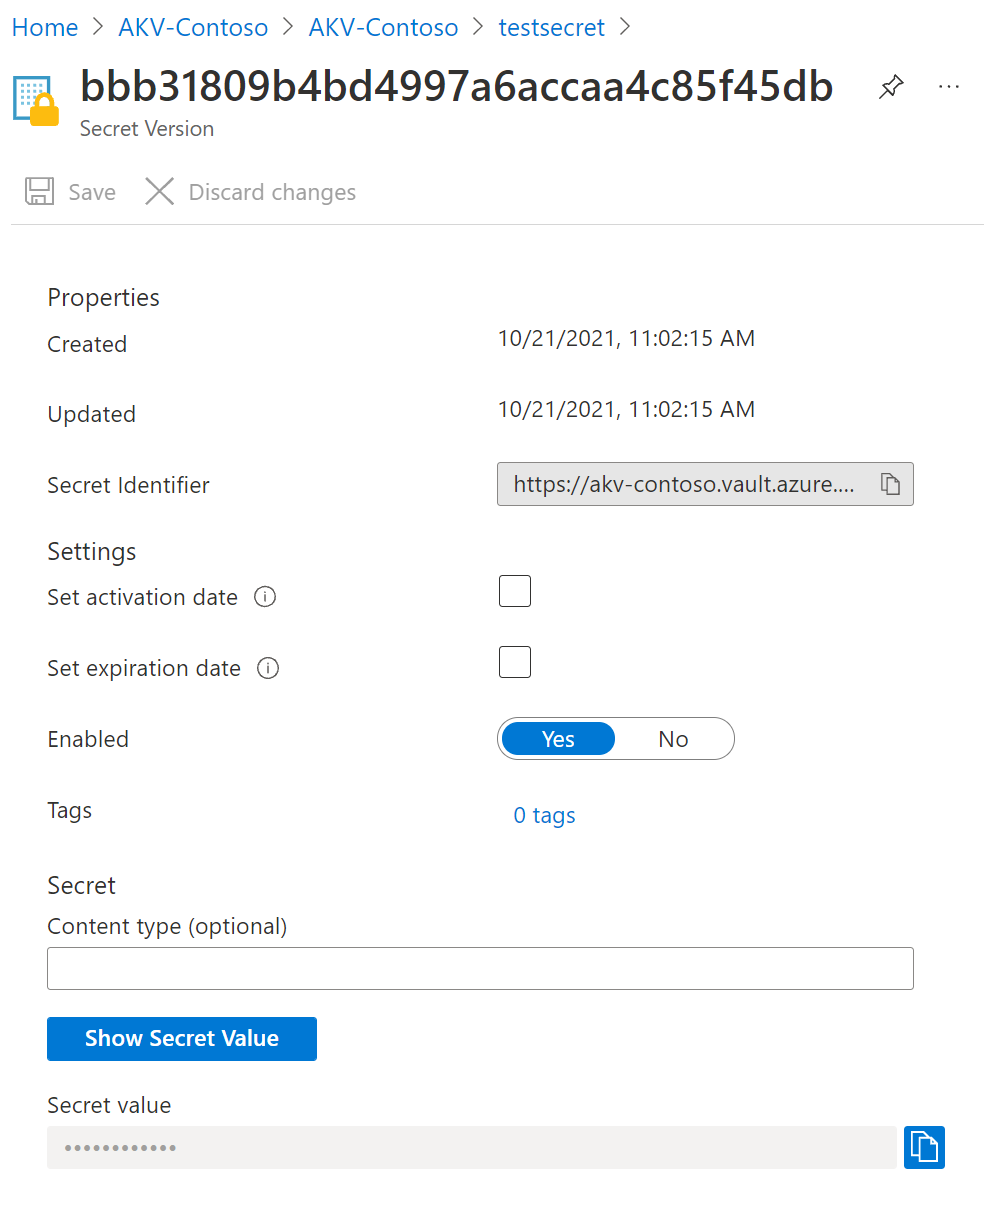 Home > AKV-Contoso > AKV-Contoso > testsecret >
bbb31809b4bd4997a6accaa4c85f45db ...
Secret Version
Save Discard changes
Properties
Created 10/21/2021, 11:02:15 AM
Updated 10/21/2021, 11:02:15 AM
Secret Identifier https://akv-contoso.vault.azure....
Settings
Set activation date
Set expiration date
Enabled Yes No
Tags 0 tags
Secret
Content type (optional)
Show Secret Value
Secret value
••••••••••••